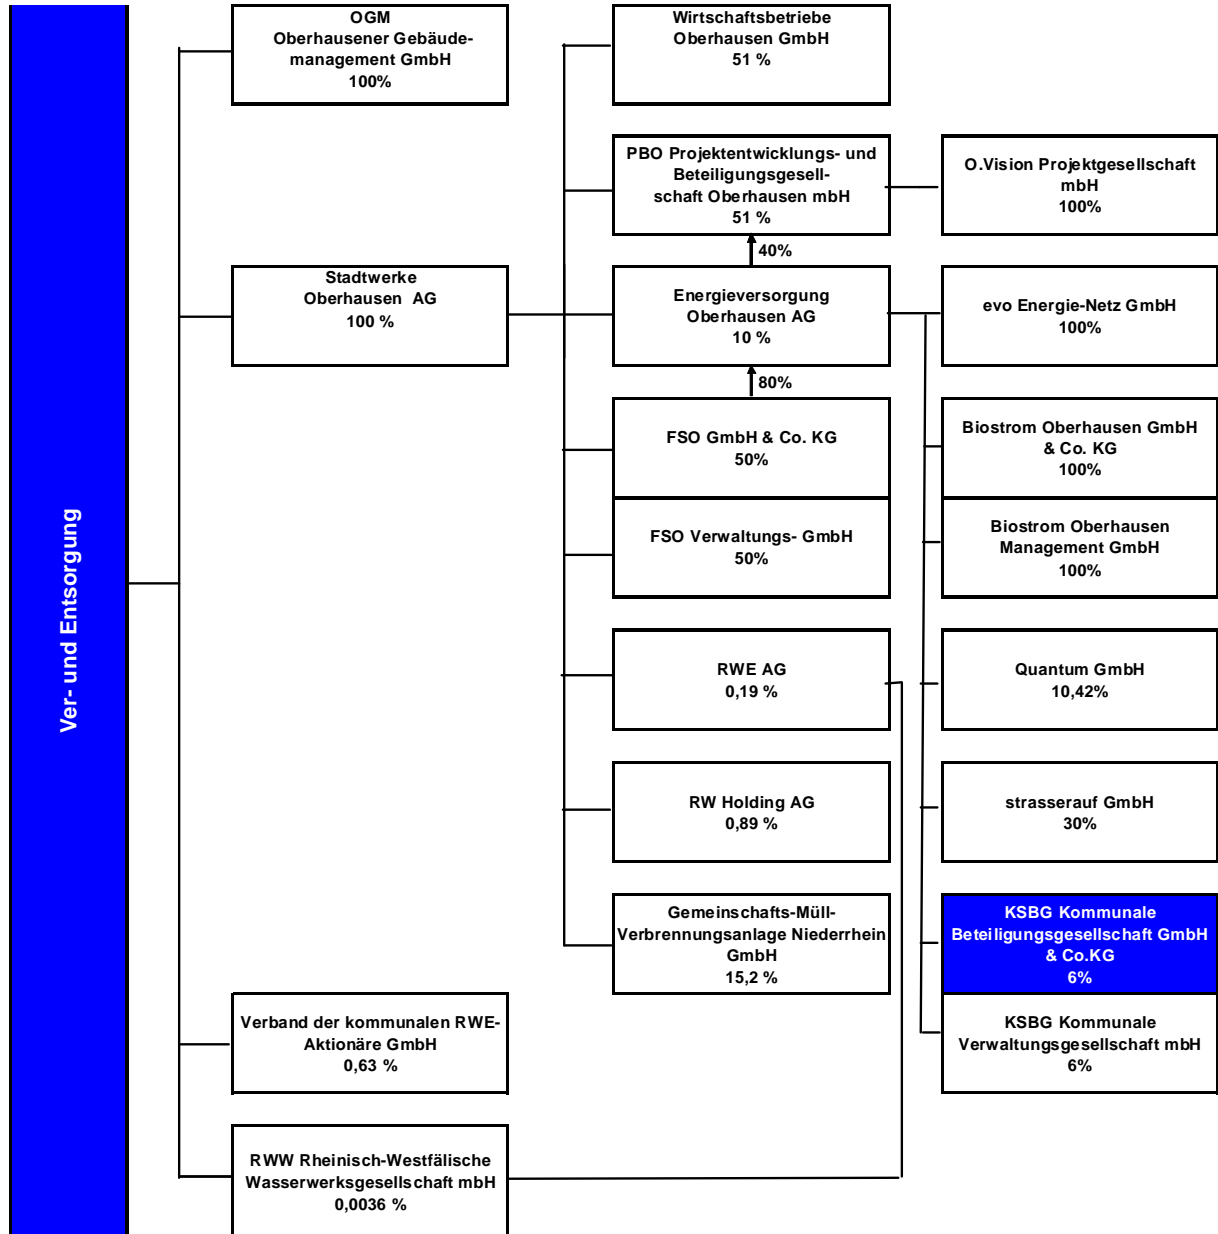 Ver- und Entsorgung
OGM
Oberhausener Gebäude-
management GmbH
100%
Stadtwerke
Oberhausen AG
100 %
Verband der kommunalen RWE-
Aktionäre GmbH
0,63 %
RWW Rheinisch-Westfälische
Wasserwerksgesellschaft mbH
0,0036 %
Wirtschaftsbetriebe
Oberhausen GmbH
51 %
PBO Projektentwicklungs- und
Beteiligungsgesell-
schaft Oberhausen mbH
51 %
40%
Energieversorgung
Oberhausen AG
10 %
80%
FSO GmbH & Co. KG
50%
FSO Verwaltungs- GmbH
50%
RWE AG
0,19 %
RW Holding AG
0,89 %
Gemeinschafts-Müll-
Verbrennungsanlage Niederrhein
GmbH
15,2 %
O.Vision Projektgesellschaft
mbH
100%
evo Energie-Netz GmbH
100%
Biostrom Oberhausen GmbH
& Co. KG
100%
Biostrom Oberhausen
Management GmbH
100%
Quantum GmbH
10,42%
strasserauf GmbH
30%
KSBG Kommunale
Beteiligungsgesellschaft GmbH
& Co.KG
6%
KSBG Kommunale
Verwaltungsgesellschaft mbH
6%